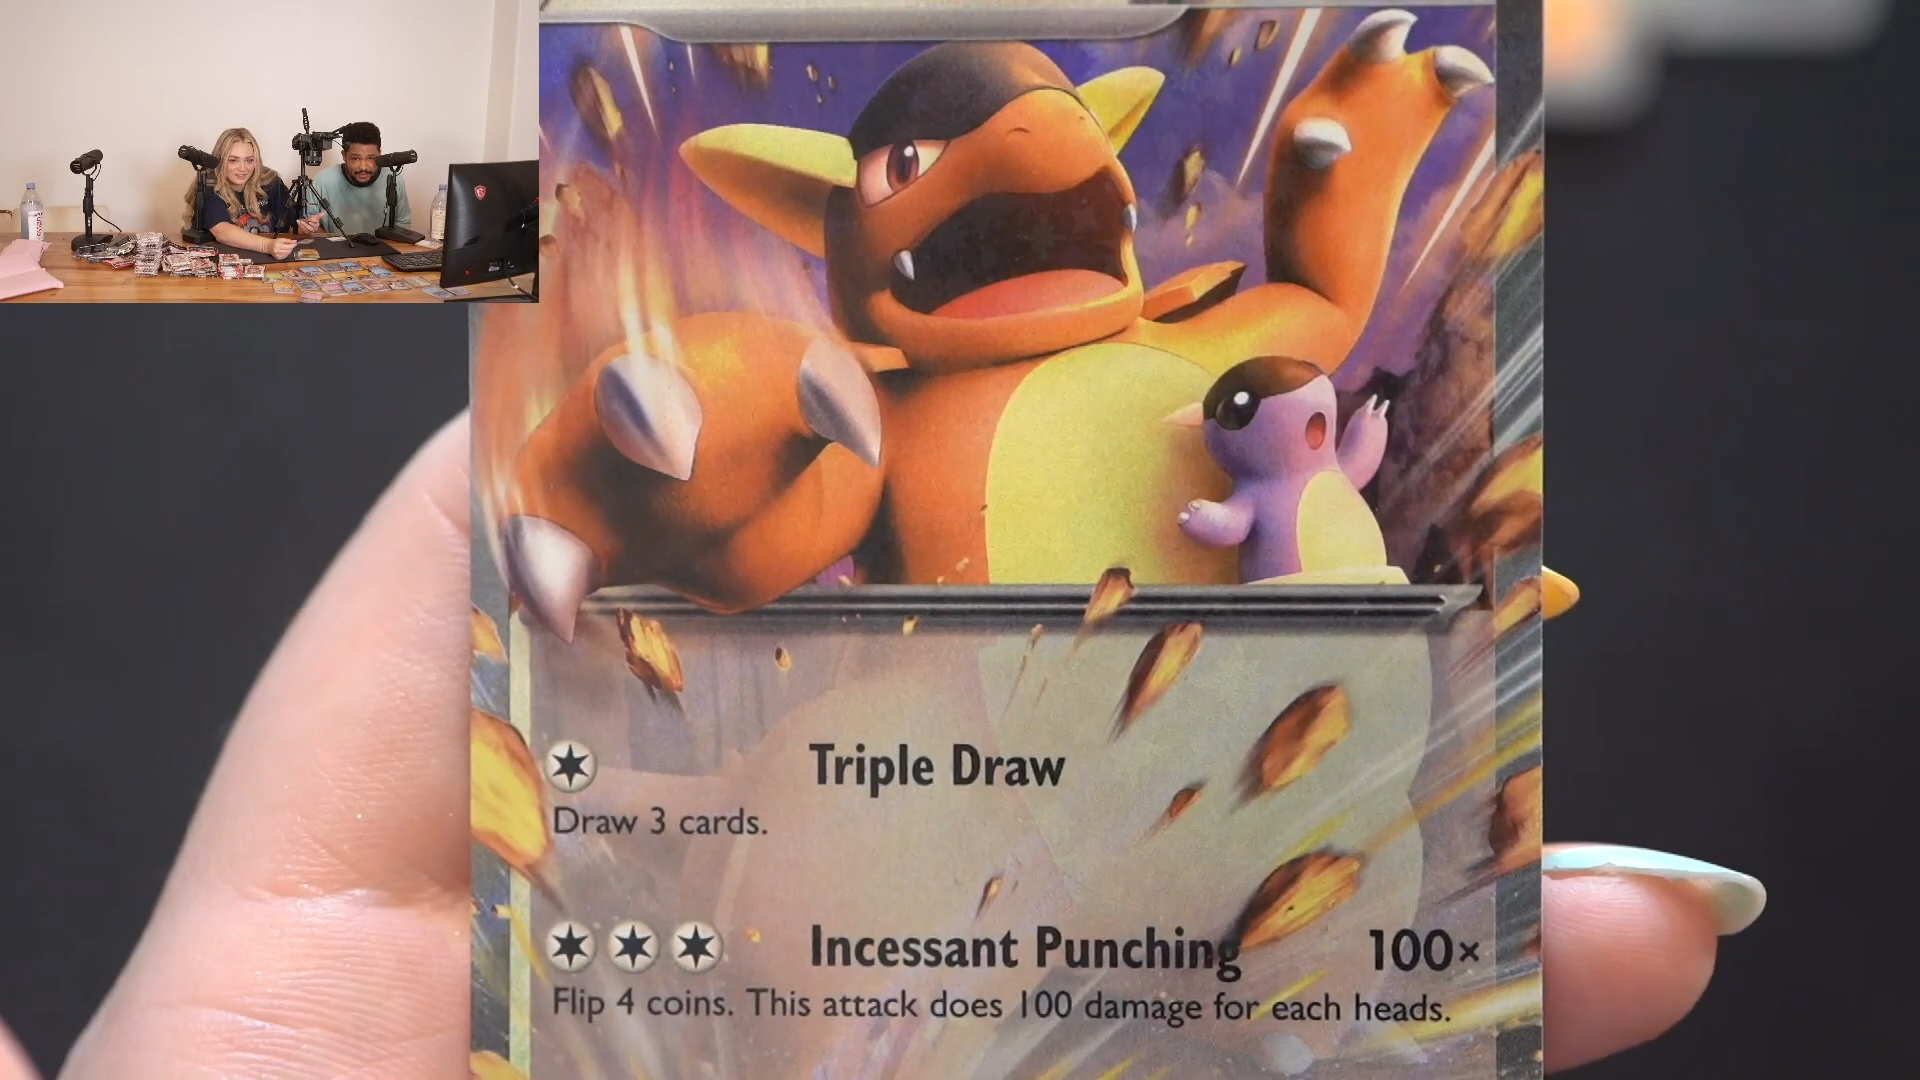 Triple Draw
Draw 3 cards.
Incessant Punching 100×
Flip 4 coins. This attack does 100 damage for each heads.